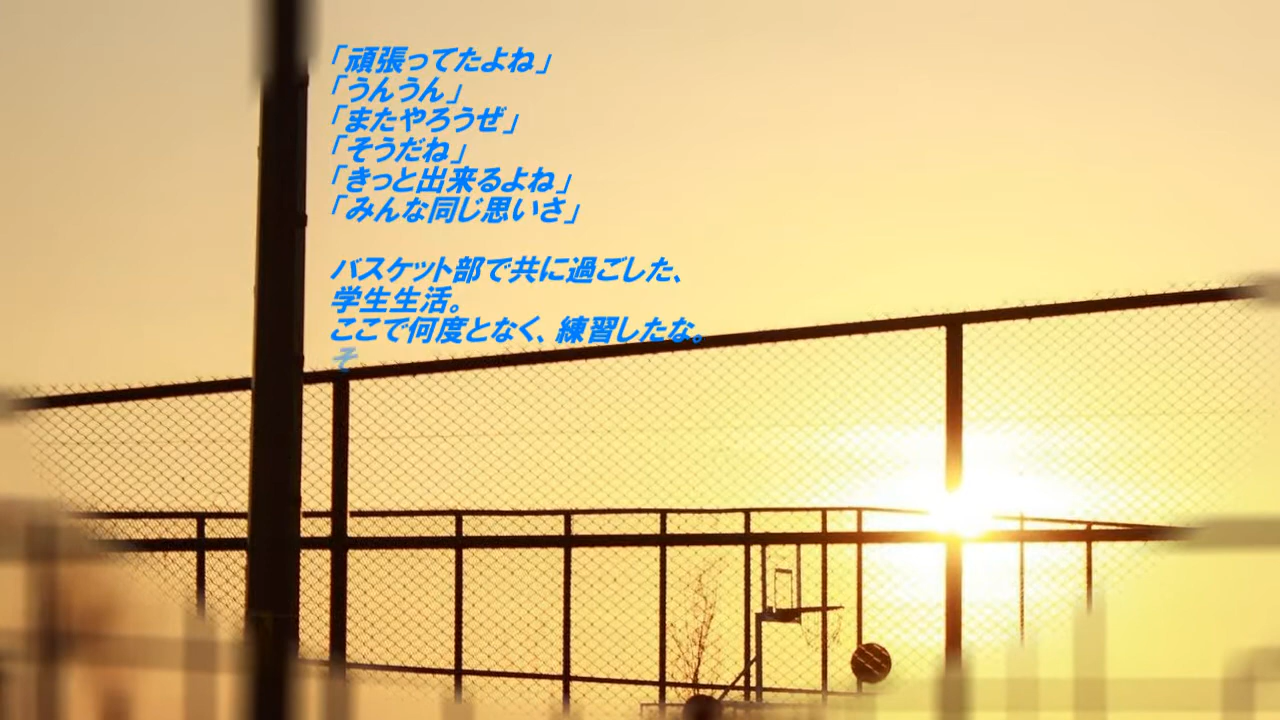 「頑張ってたよね」
「うんうん」
「またやろうぜ」
「そうだね」
「きっと出来るよね」
「みんな同じ思いさ」
バスケット部で共に過ごした、
学生生活。
ここで何度となく、練習したな。
そ